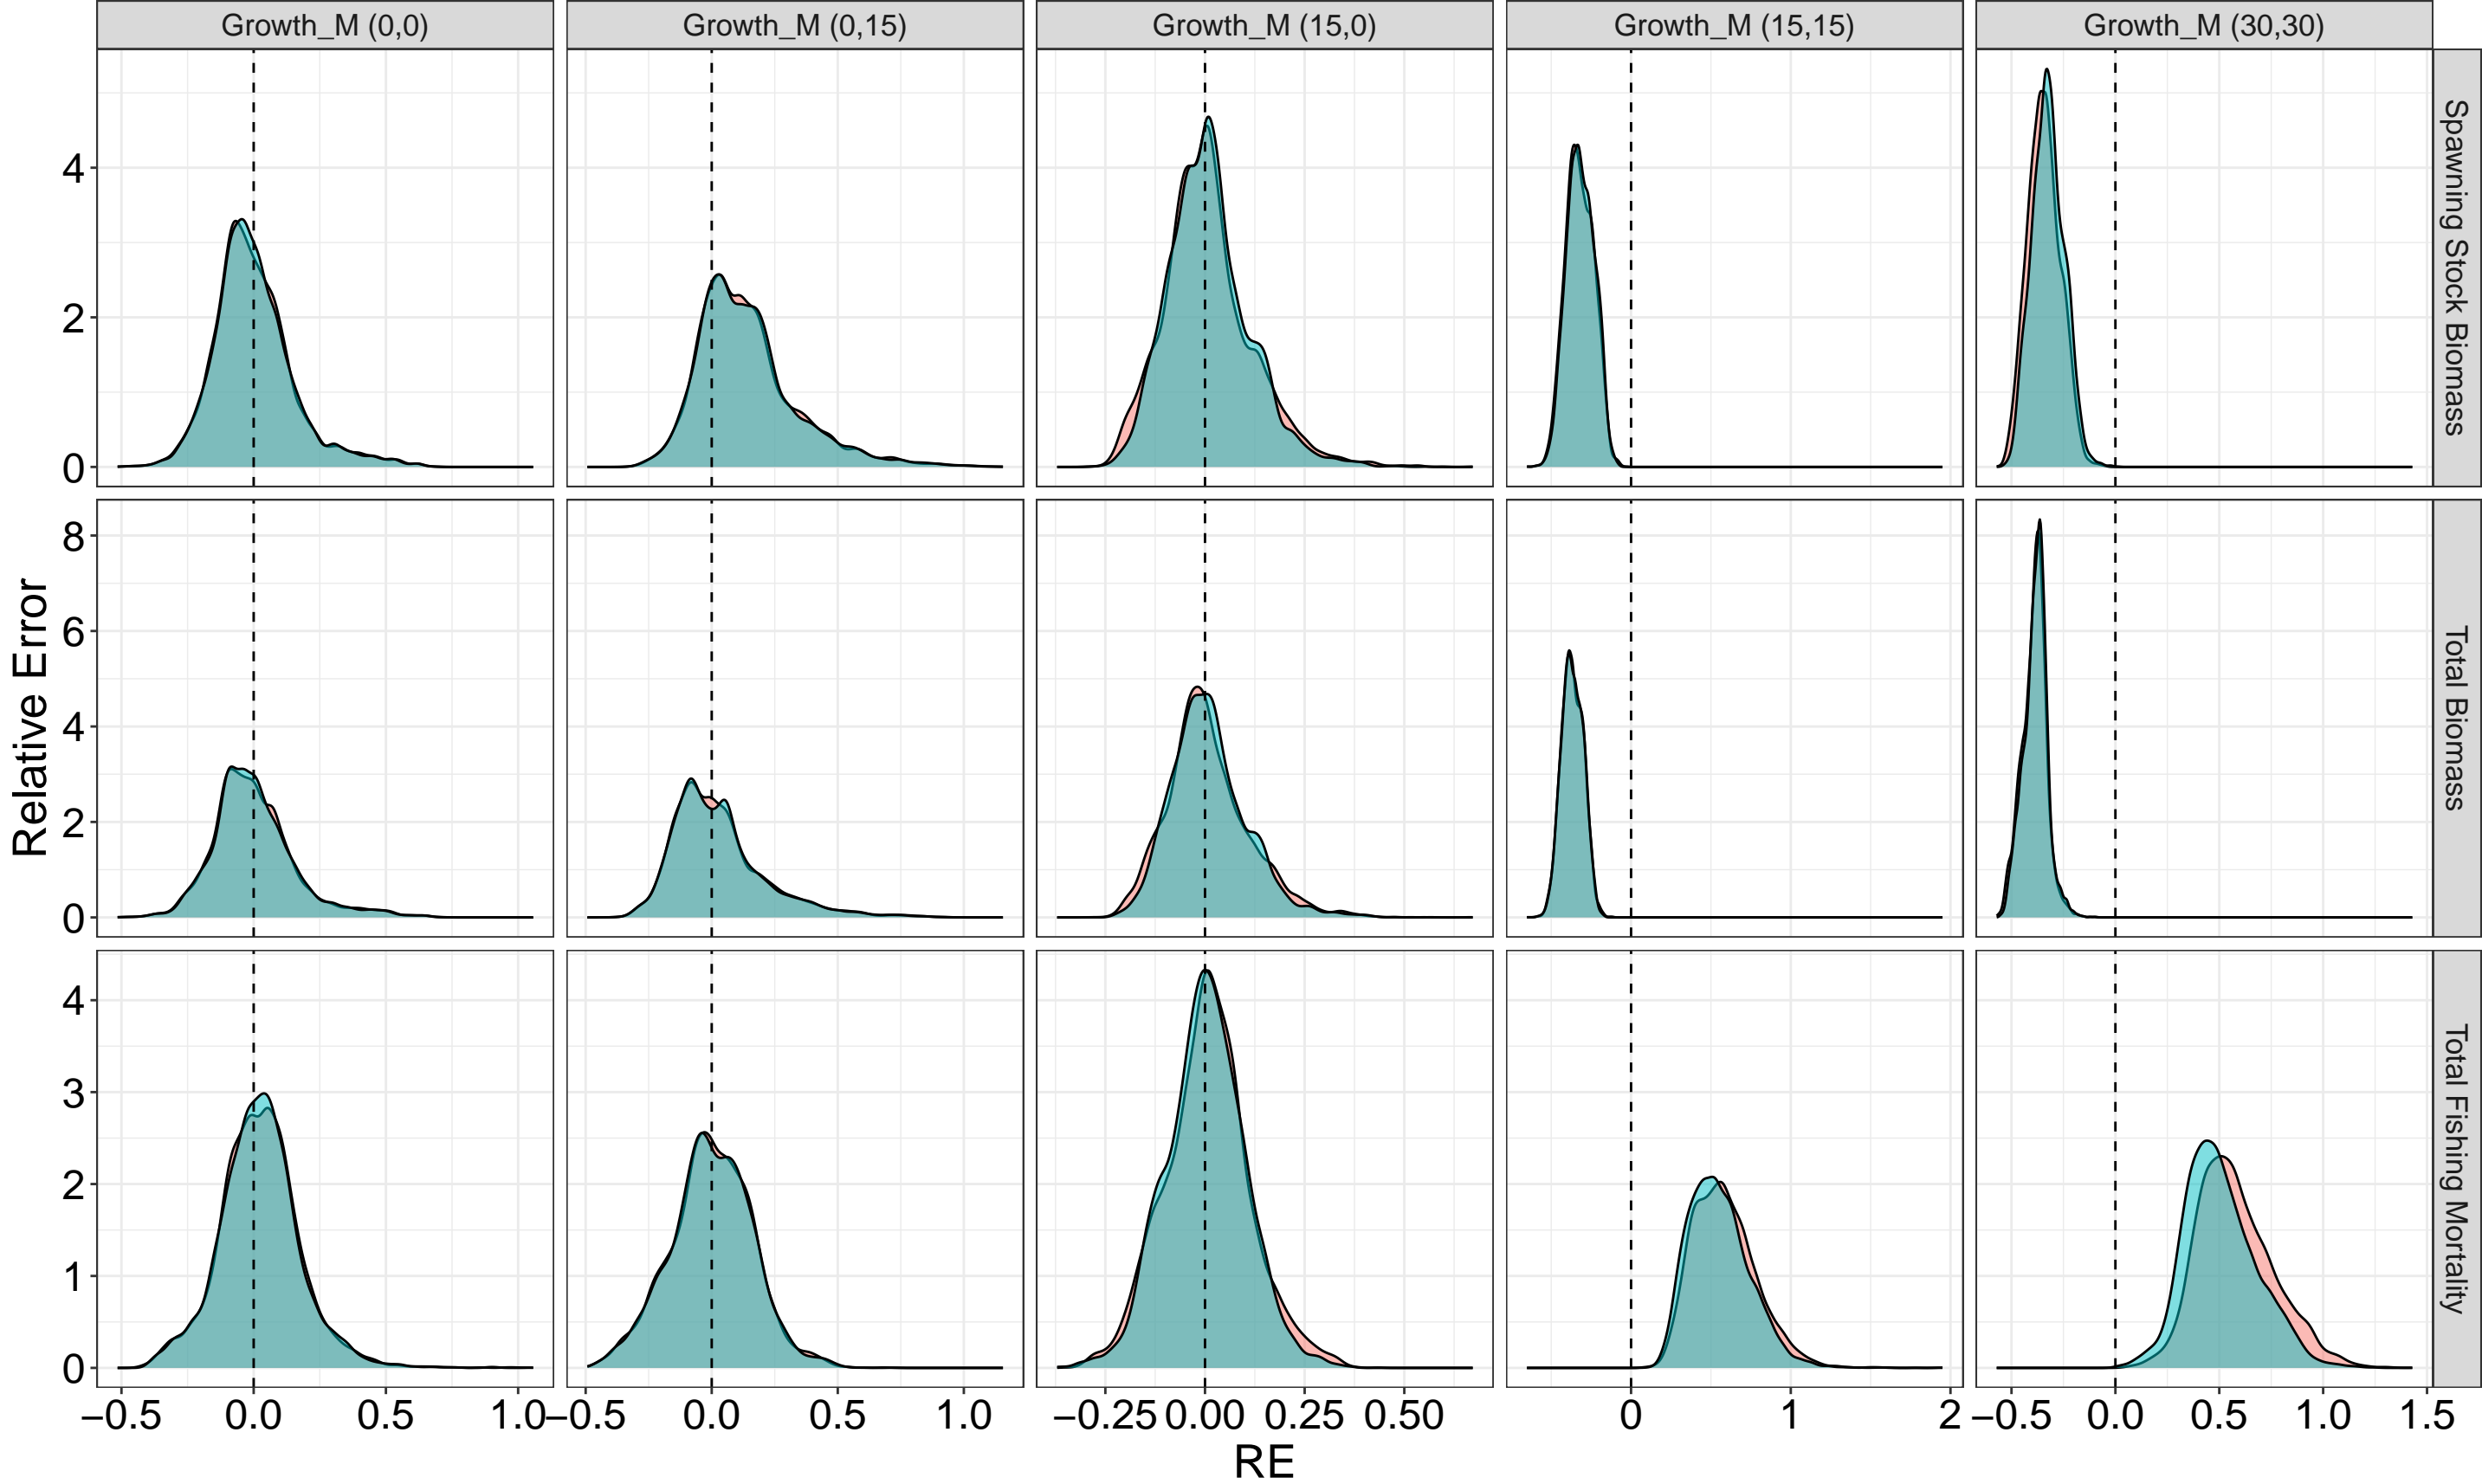 Growth_M (0,0)
Growth_M (0,15)
Growth_M (15,0)
Growth_M (15,15)
Growth_M (30,30)
4
2
0
Spawning Stock Biomass
8
6
4
2
0
Total Biomass
4
3
2
1
0
Total Fishing Mortality
Relative Error
−0.5 0.0 0.5 1.0
−0.5 0.0 0.5 1.0
−0.25 0.00 0.25 0.50
0 1 2
−0.5 0.0 0.5 1.0 1.5
RE